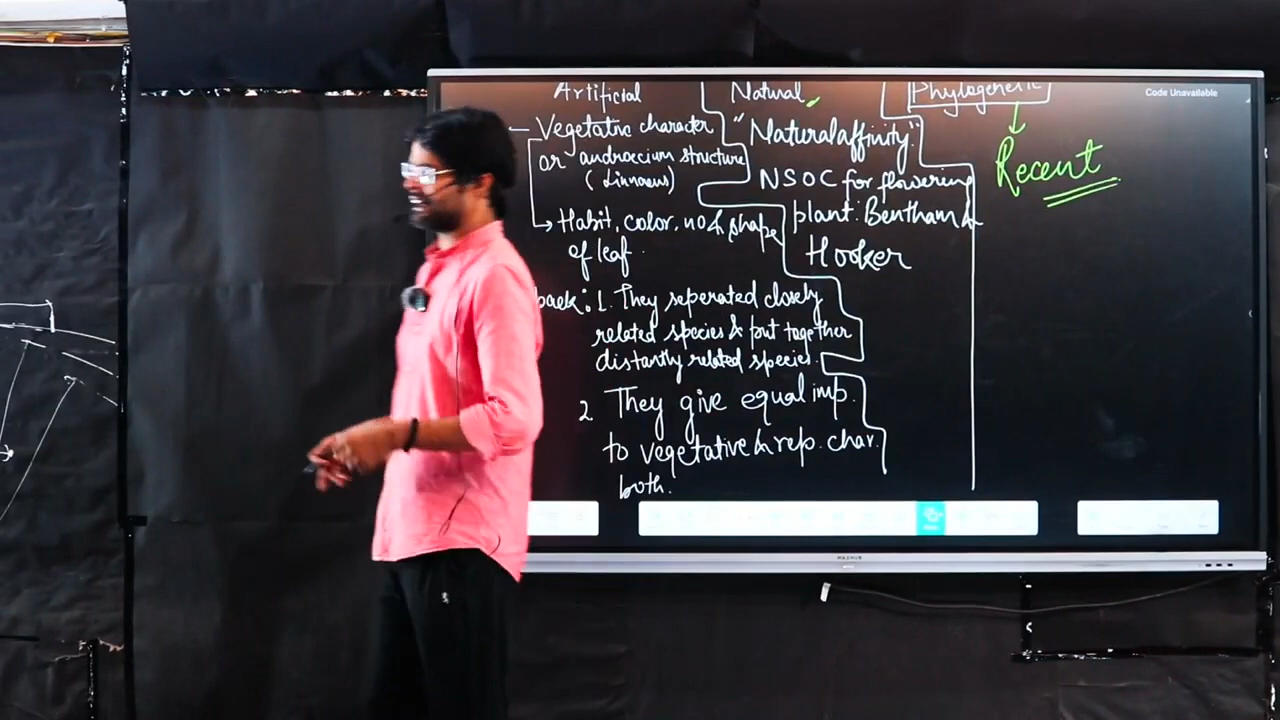 Artificial
Natural
Phylogenetic
Code Unavailable
– Vegetative character
or androecium structure
(Linnaeus)
→ Habit, color, no & shape
of leaf.
back: 1. They seperated closely
related species & put together
distantly related species.
2 They give equal imp.
to vegetative & rep. char.
both.
"Natural affinity"
NSOC for flowering
plant: Bentham &
Hooker
Recent
MAXHUB